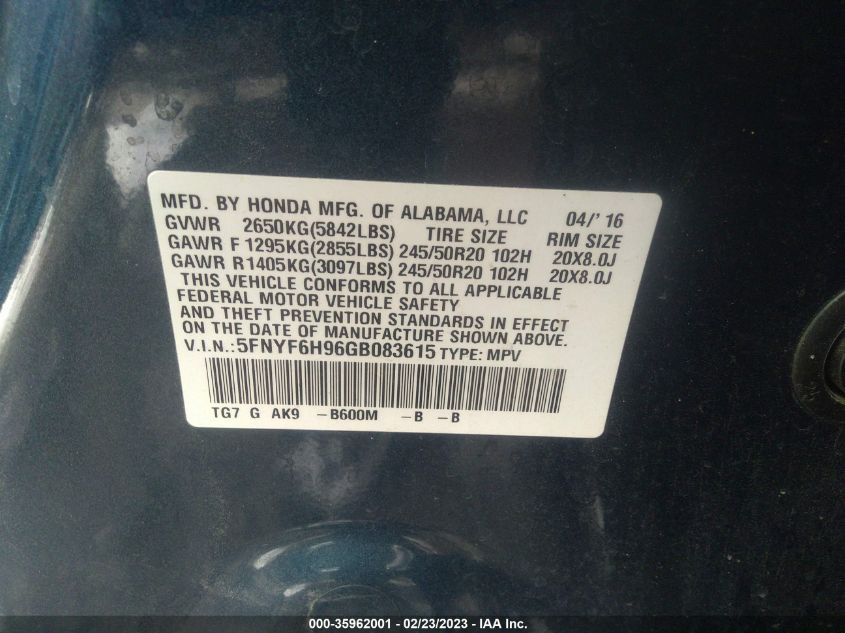 MFD. BY HONDA MFG. OF ALABAMA, LLC 04/' 16
GVWR 2650KG(5842LBS) TIRE SIZE RIM SIZE
GAWR F 1295KG(2855LBS) 245/50R20 102H 20X8.0J
GAWR R1405KG(3097LBS) 245/50R20 102H 20X8.0J
THIS VEHICLE CONFORMS TO ALL APPLICABLE
FEDERAL MOTOR VEHICLE SAFETY
AND THEFT PREVENTION STANDARDS IN EFFECT
ON THE DATE OF MANUFACTURE SHOWN ABOVE.
V.I.N.:5FNYF6H96GB083615 TYPE: MPV
TG7 G AK9 -B600M -B -B
000-35962001 - 02/23/2023 - IAA Inc.